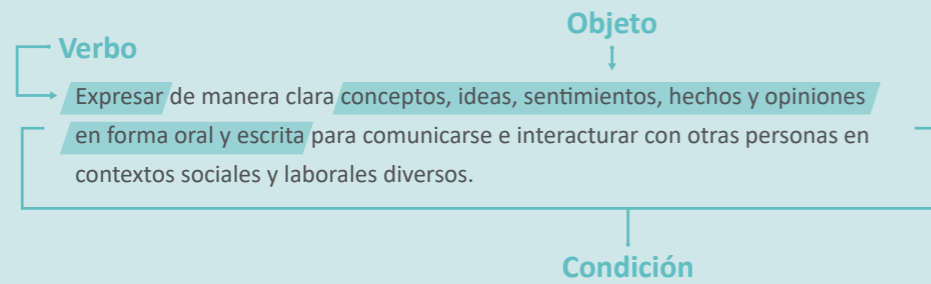 Objeto
Verbo
Expresar de manera clara conceptos, ideas, sentimientos, hechos y opiniones
en forma oral y escrita para comunicarse e interacturar con otras personas en
contextos sociales y laborales diversos.
Condición